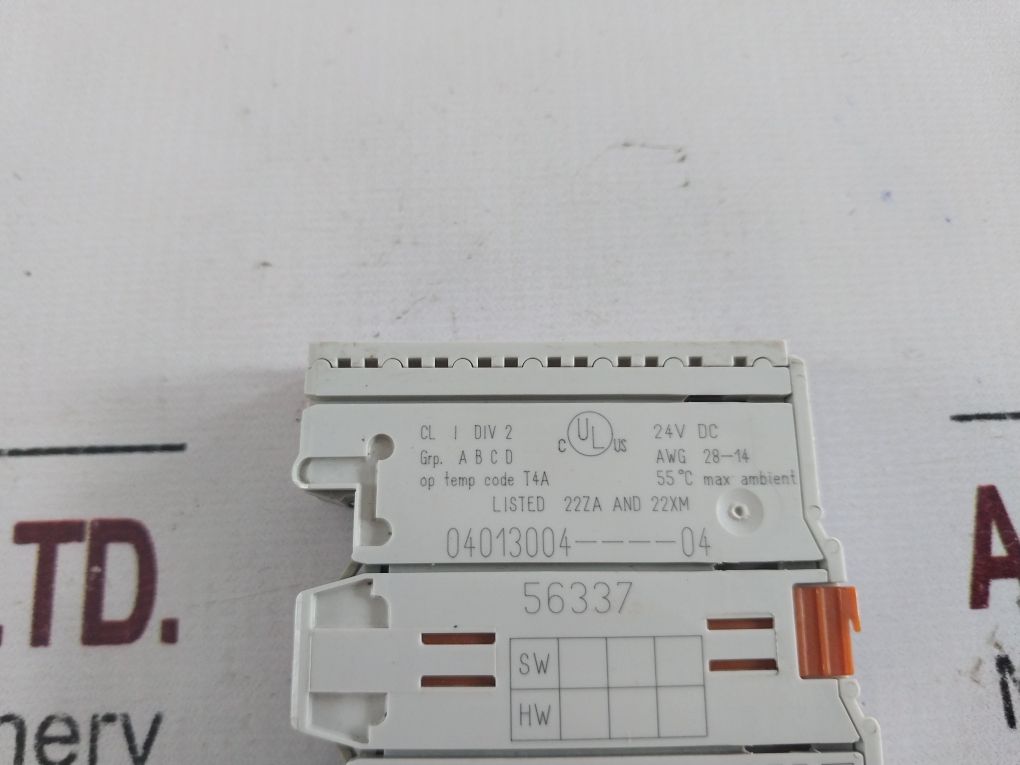 CL I DIV 2 C UL US 24V DC
Grp. A B C D AWG 28-14
op temp code T4A 55°C max ambient
LISTED 22ZA AND 22XM
04013004----04
56337
SW
HW
.TD.
nery
A